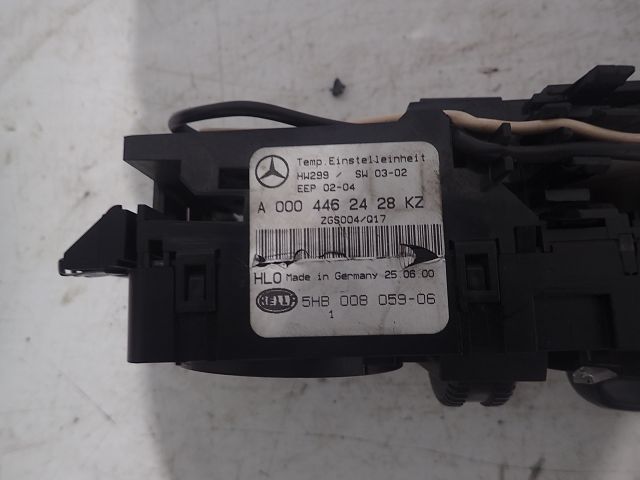 Temp.Einstelleinheit
HW299 / SW 03-02
EEP 02-04
A 000 446 24 28 KZ
ZGS004/Q17
HLO Made in Germany 25 06 00
HELLA 5HB 008 059-06
1